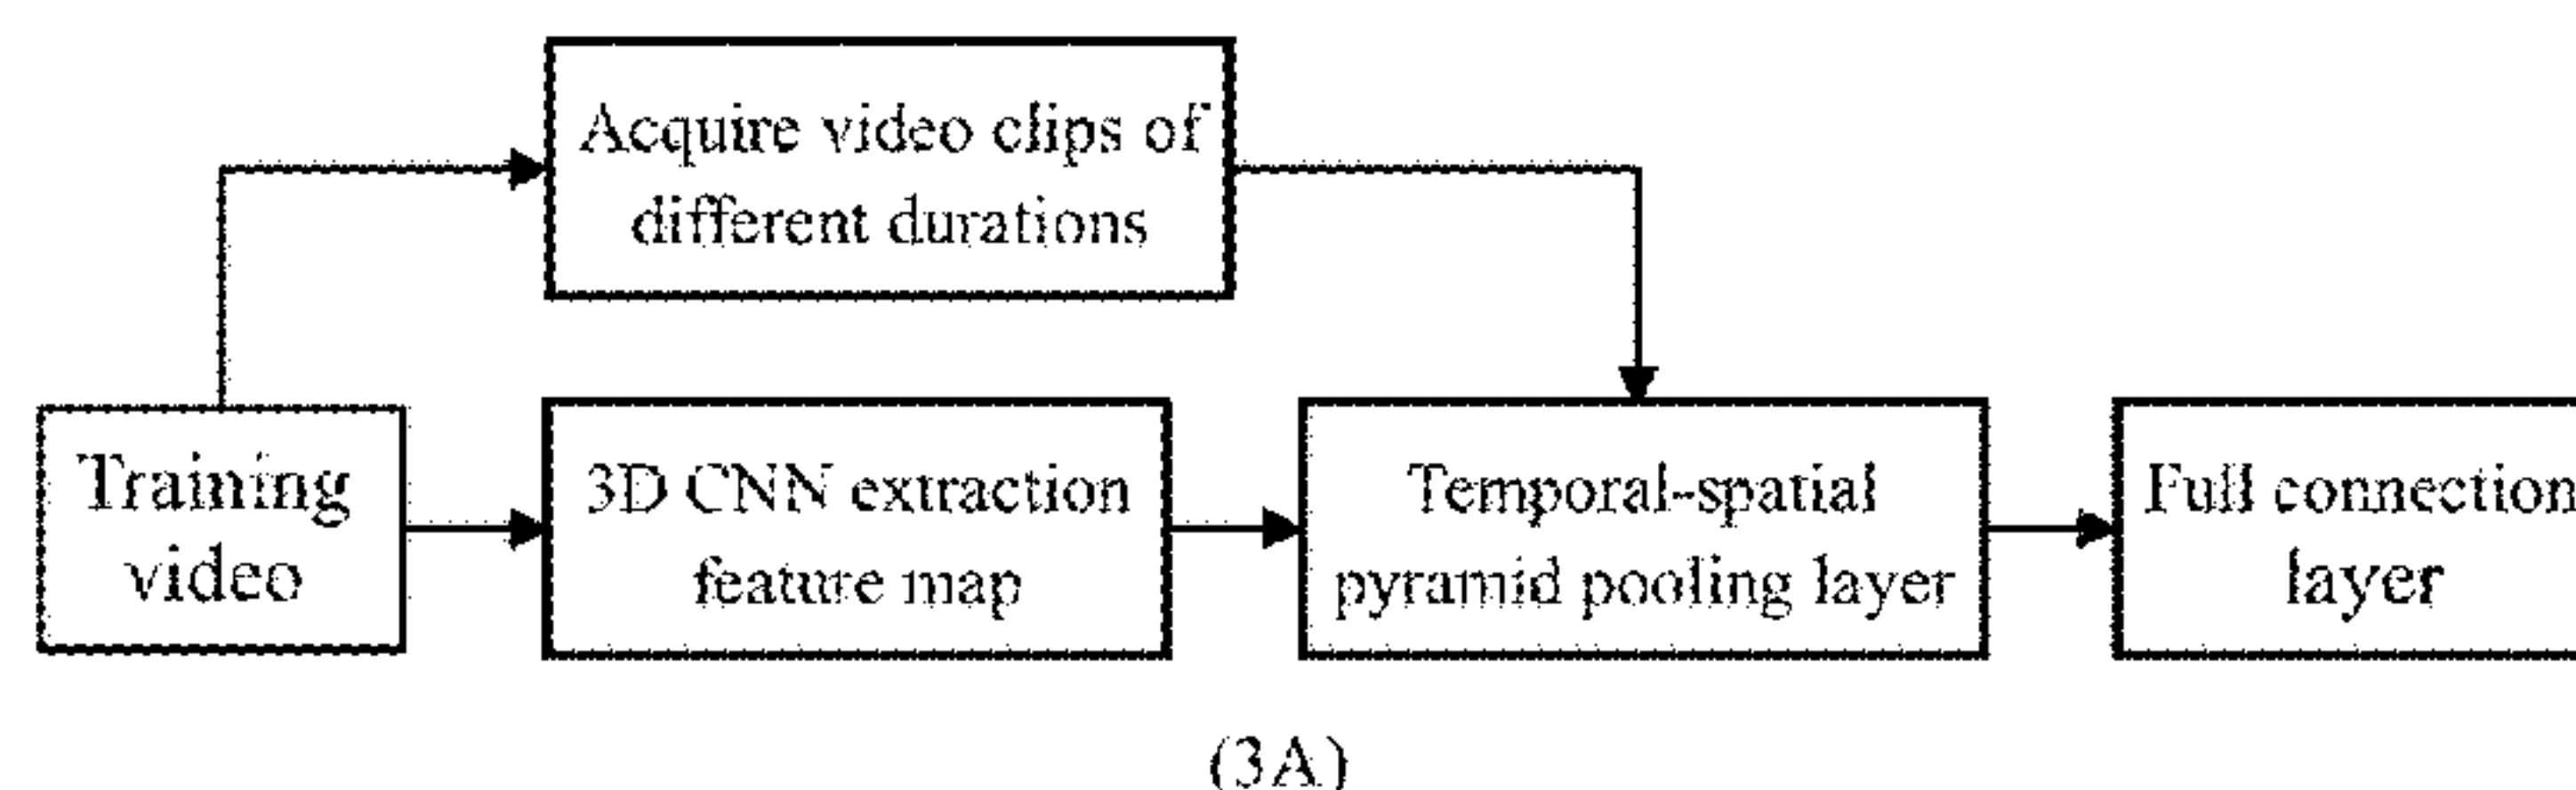 Acquire video clips of
different durations
Training
video
3D CNN extraction
feature map
Temporal-spatial
pyramid pooling layer
Full connection
layer
(3A)